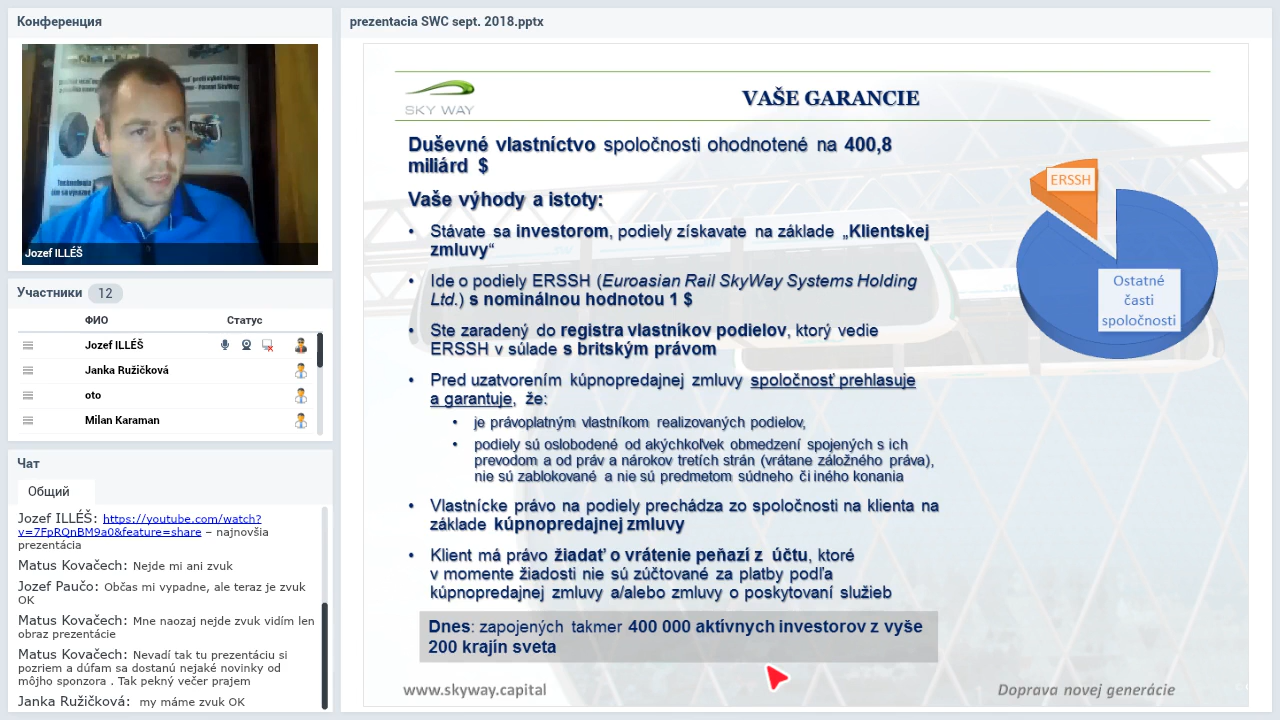 Конференция
Jozef ILLÉŠ
Участники 12
ФИО Статус
Jozef ILLÉŠ
Janka Ružičková
oto
Milan Karaman
Чат
Общий
Jozef ILLÉŠ: https://youtube.com/watch?
v=7FpRQnBM9a0&feature=share – najnovšia
prezentácia
Matus Kovačech: Nejde mi ani zvuk
Jozef Paučo: Občas mi vypadne, ale teraz je zvuk
OK
Matus Kovačech: Mne naozaj nejde zvuk vidím len
obraz prezentácie
Matus Kovačech: Nevadí tak tu prezentáciu si
pozriem a dúfam sa dostanú nejaké novinky od
môjho sponzora . Tak pekný večer prajem
Janka Ružičková: my máme zvuk OK
prezentacia SWC sept. 2018.pptx
SKY WAY
VAŠE GARANCIE
Duševné vlastníctvo spoločnosti ohodnotené na 400,8
miliárd $
Vaše výhody a istoty:
• Stávate sa investorom, podiely získavate na základe „Klientskej
zmluvy“
• Ide o podiely ERSSH (Euroasian Rail SkyWay Systems Holding
Ltd.) s nominálnou hodnotou 1 $
• Ste zaradený do registra vlastníkov podielov, ktorý vedie
ERSSH v súlade s britským právom
• Pred uzatvorením kúpnopredajnej zmluvy spoločnosť prehlasuje
a garantuje, že:
• je právoplatným vlastníkom realizovaných podielov,
• podiely sú oslobodené od akýchkoľvek obmedzení spojených s ich
prevodom a od práv a nárokov tretích strán (vrátane záložného práva),
nie sú zablokované a nie sú predmetom súdneho či iného konania
• Vlastnícke právo na podiely prechádza zo spoločnosti na klienta na
základe kúpnopredajnej zmluvy
• Klient má právo žiadať o vrátenie peňazí z účtu, ktoré
v momente žiadosti nie sú zúčtované za platby podľa
kúpnopredajnej zmluvy a/alebo zmluvy o poskytovaní služieb
Dnes: zapojených takmer 400 000 aktívnych investorov z vyše
200 krajín sveta
ERSSH
Ostatné
časti
spoločnosti
www.skyway.capital
Doprava novej generácie